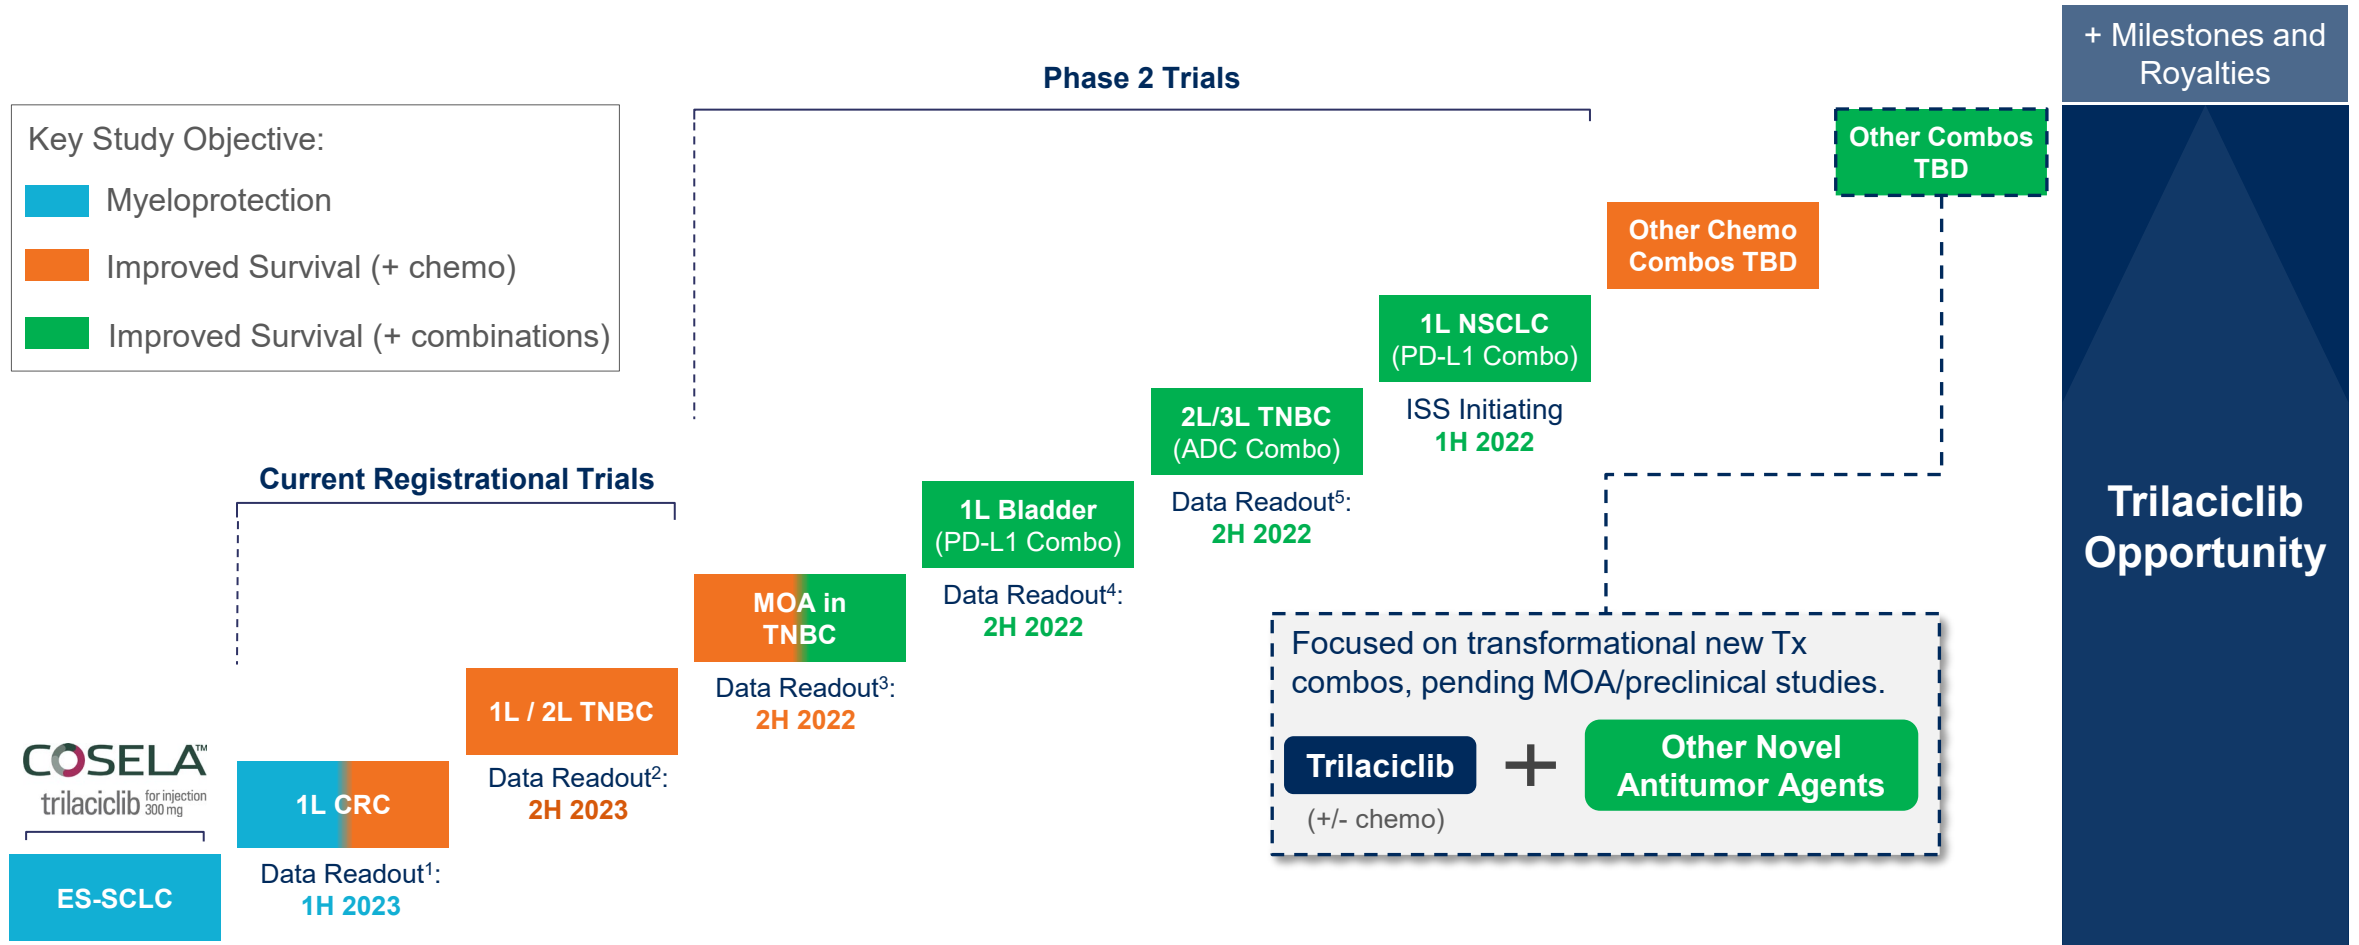 + Milestones and
Royalties
Phase 2 Trials
Key Study Objective:
Myeloprotection
Improved Survival (+ chemo)
Improved Survival (+ combinations)
Other Combos
TBD
Other Chemo
Combos TBD
1L NSCLC
(PD-L1 Combo)
ISS Initiating
1H 2022
2L/3L TNBC
(ADC Combo)
Data Readout⁵:
2H 2022
Current Registrational Trials
1L Bladder
(PD-L1 Combo)
Data Readout⁴:
2H 2022
MOA in
TNBC
Data Readout³:
2H 2022
1L / 2L TNBC
Data Readout²:
2H 2023
COSELA™
trilaciclib for injection
300 mg
1L CRC
Data Readout¹:
1H 2023
ES-SCLC
Focused on transformational new Tx
combos, pending MOA/preclinical studies.
Trilaciclib
(+/- chemo)
+
Other Novel
Antitumor Agents
Trilaciclib
Opportunity